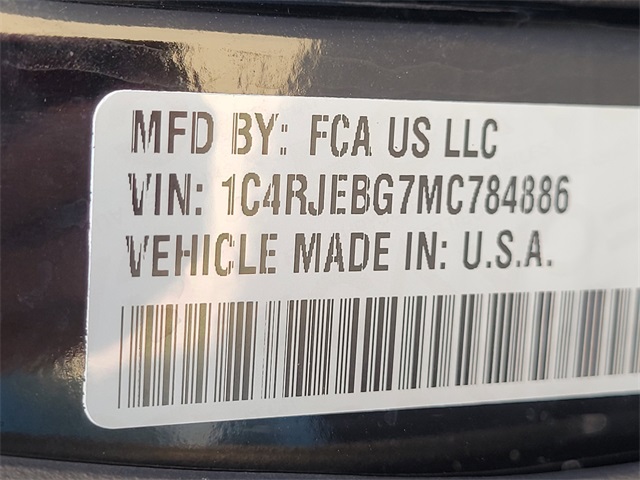 MFD BY: FCA US LLC
VIN: 1C4RJEBG7MC784886
VEHICLE MADE IN: U.S.A.